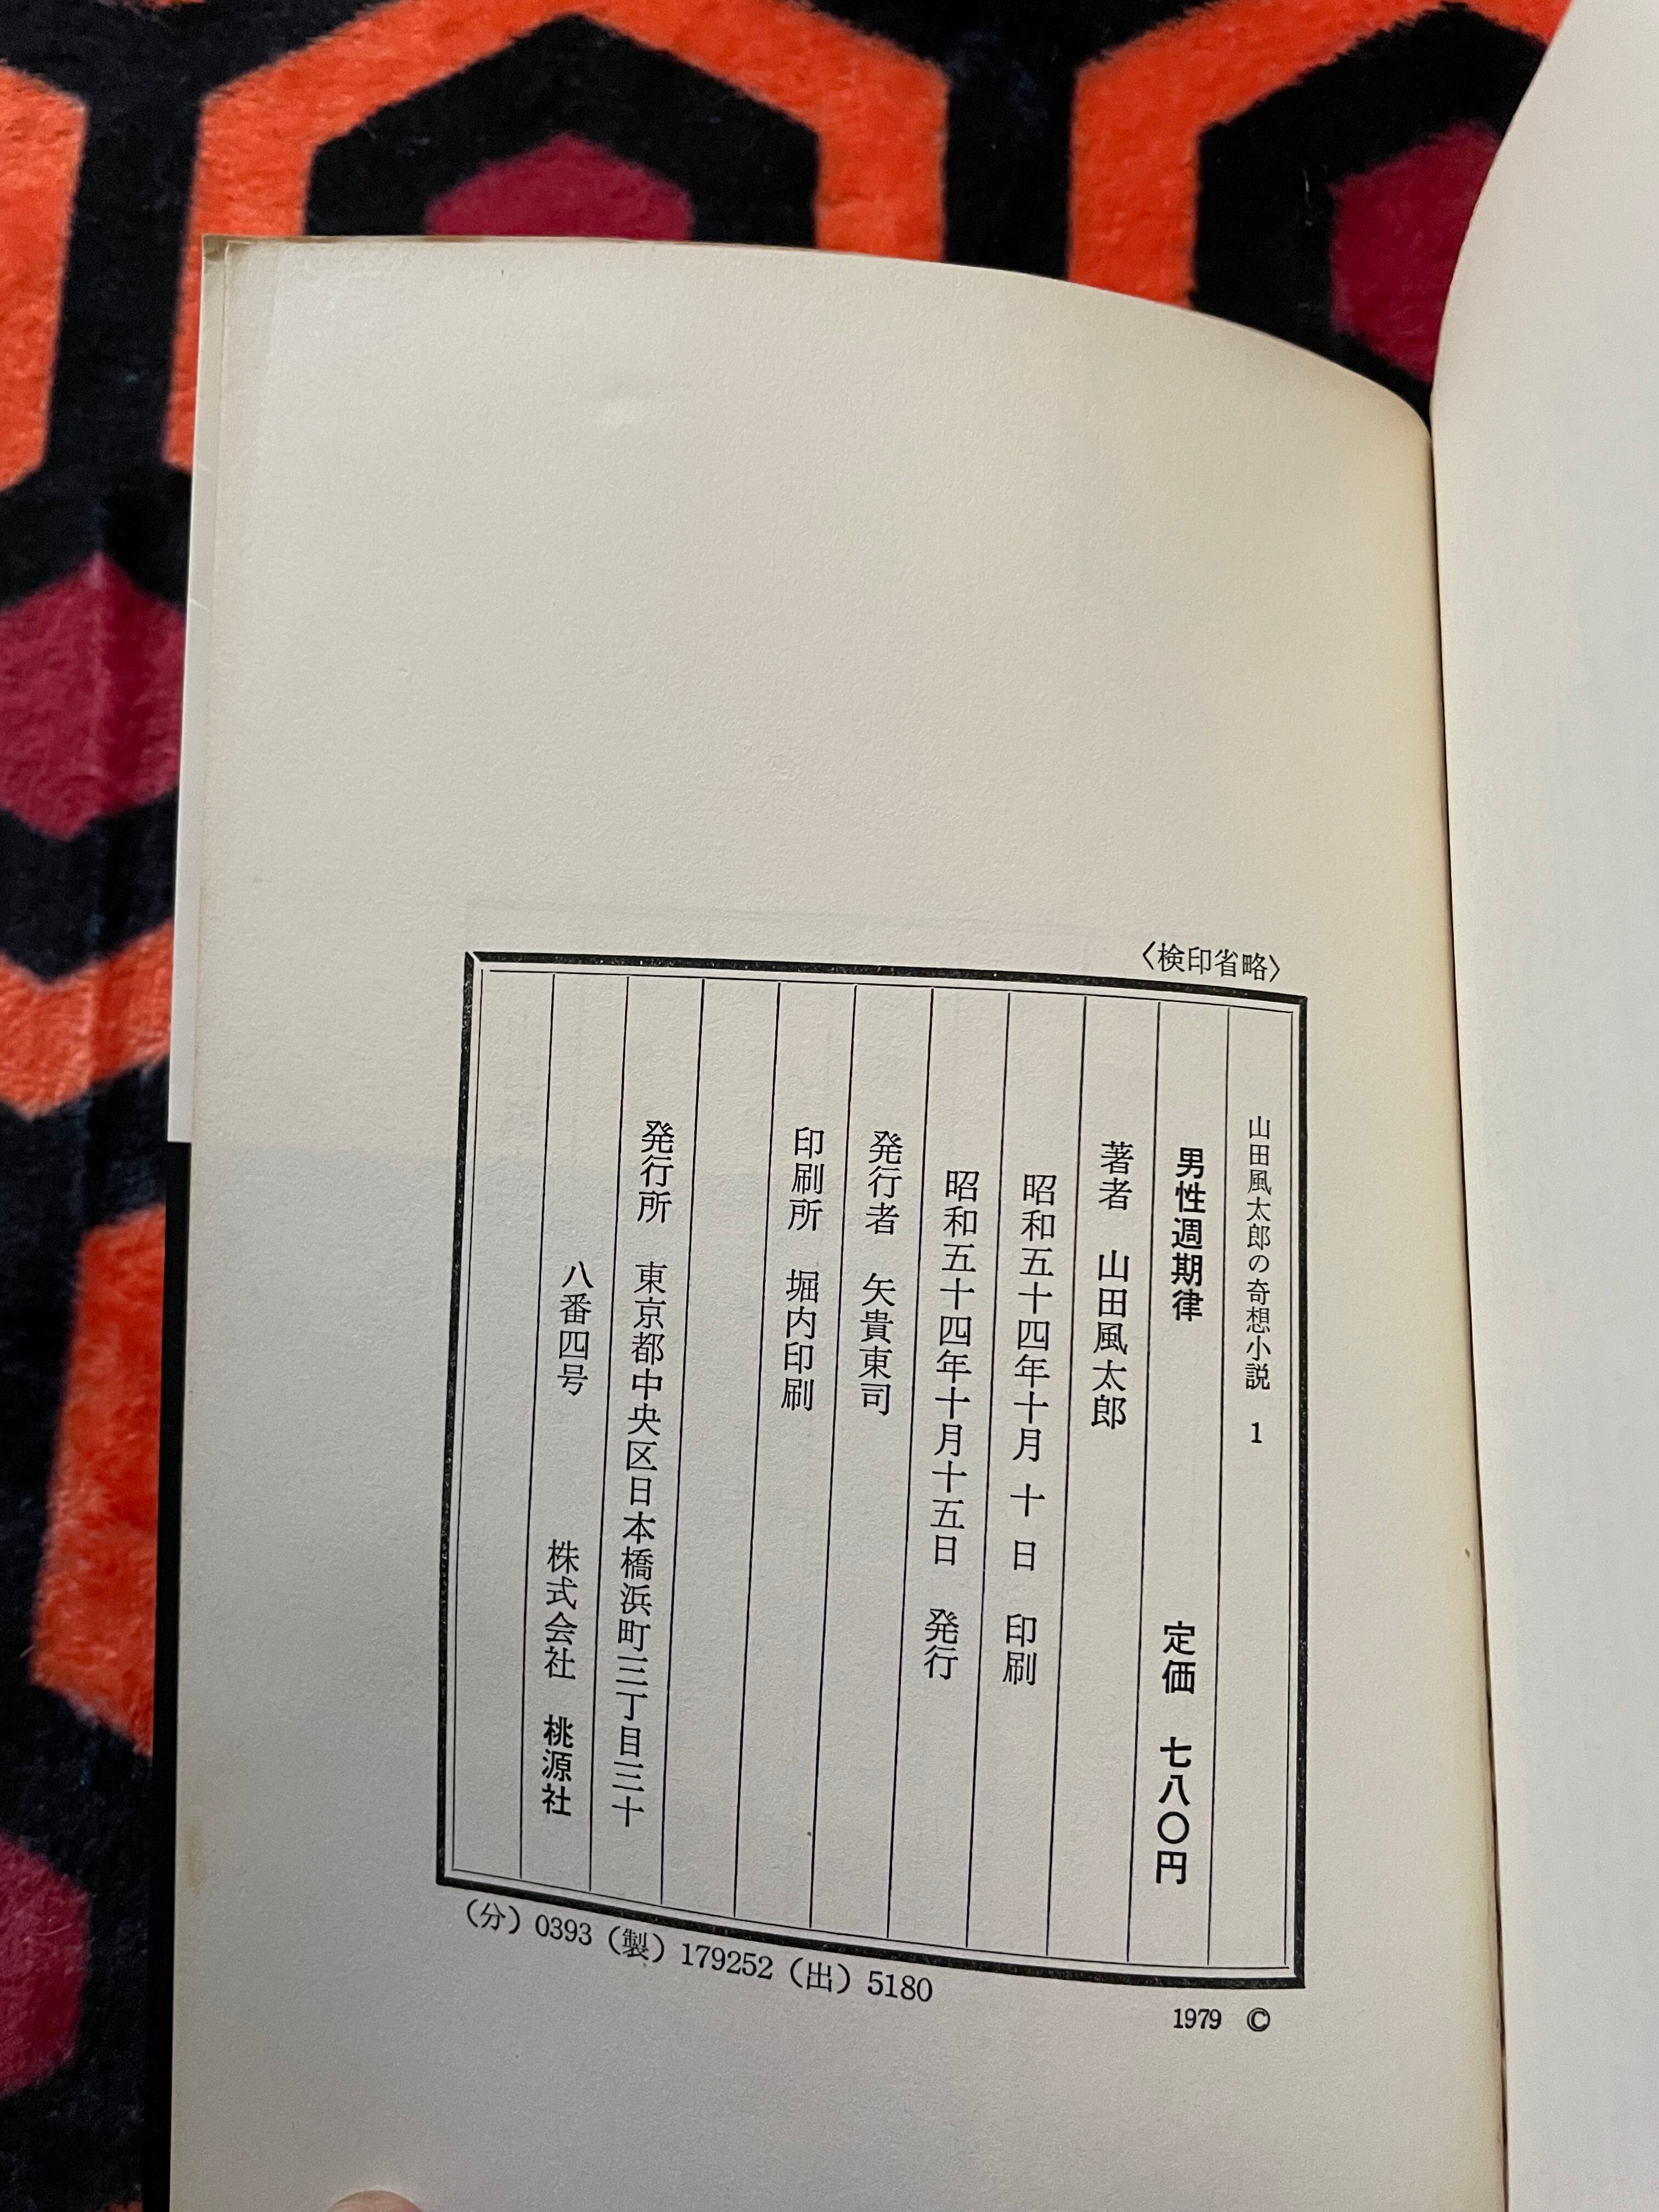 〈検印省略〉
山田風太郎の奇想小説 1
男性週期律 定価 七八〇円
著者 山田風太郎
昭和五十四年十月 十 日 印刷
昭和五十四年十月十五日 発行
発行者 矢貴東司
印刷所 堀内印刷
発行所 東京都中央区日本橋浜町三丁目三十
八番四号 株式会社 桃源社
(分) 0393 (製) 179252 (出) 5180
1979 ©